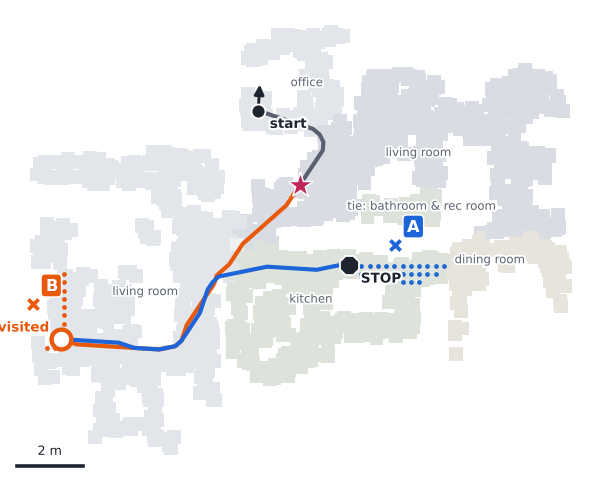 office
start
living room
tie: bathroom & rec room
A
dining room
STOP
B
living room
kitchen
visited
2 m